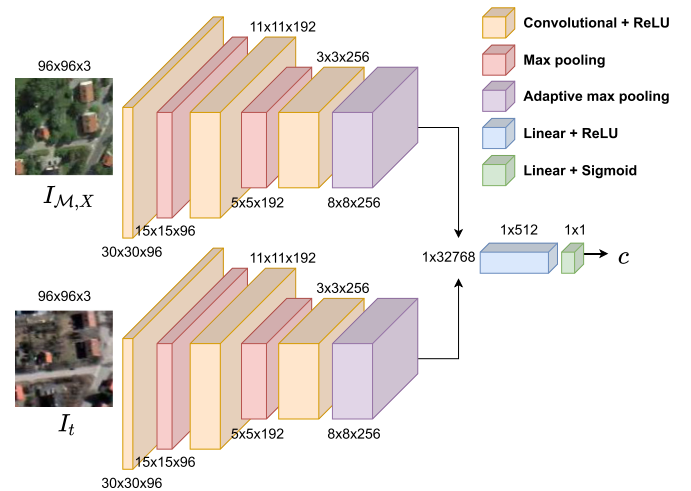 11x11x192
Convolutional + ReLU
96x96x3
3x3x256
Max pooling
Adaptive max pooling
Linear + ReLU
Linear + Sigmoid
I_{M,X}
5x5x192
8x8x256
15x15x96
30x30x96
1x512
1x1
1x32768
c
11x11x192
96x96x3
3x3x256
I_t
5x5x192
8x8x256
15x15x96
30x30x96